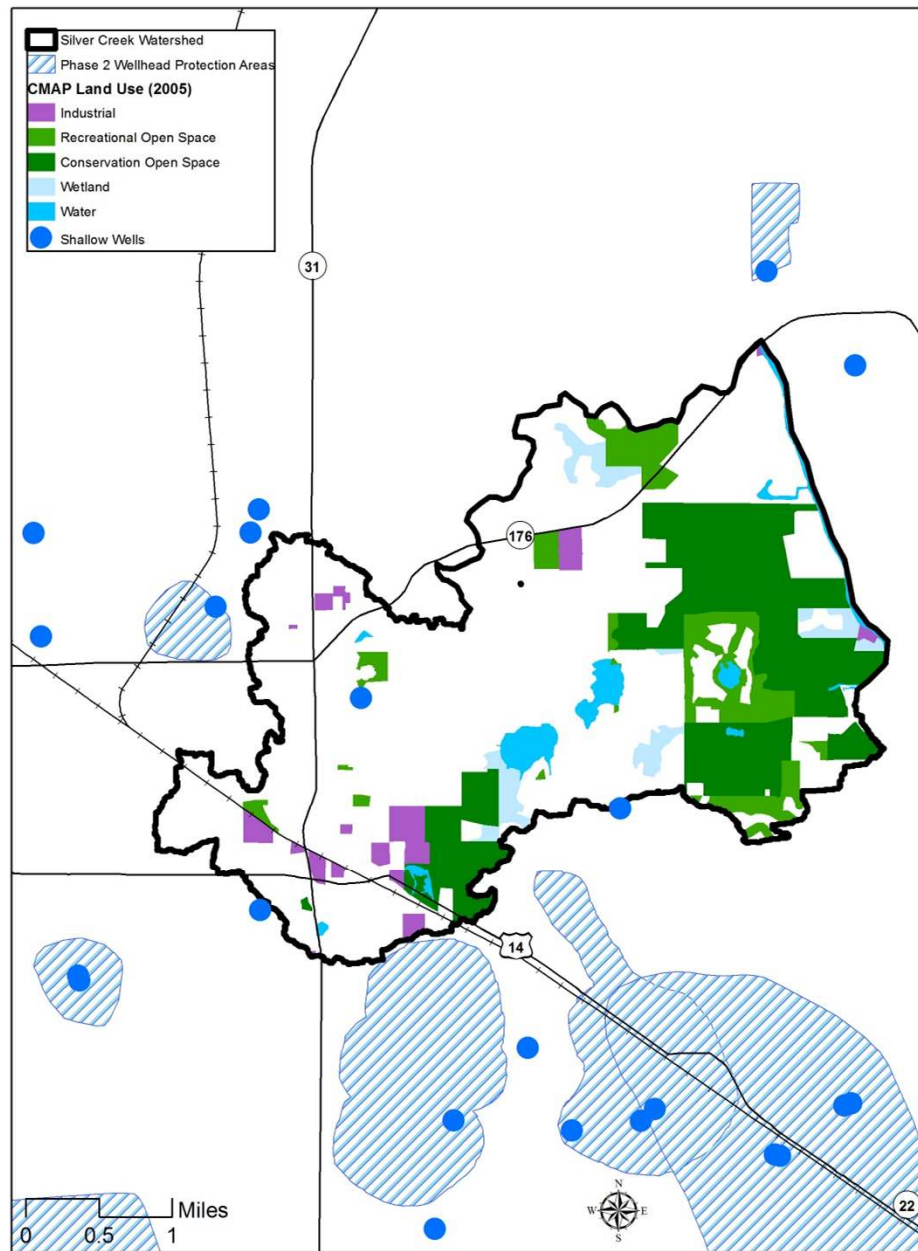 Silver Creek Watershed
Phase 2 Wellhead Protection Areas
CMAP Land Use (2005)
Industrial
Recreational Open Space
Conservation Open Space
Wetland
Water
Shallow Wells
31
176
14
22
N
W E
S
Miles
0 0.5 1